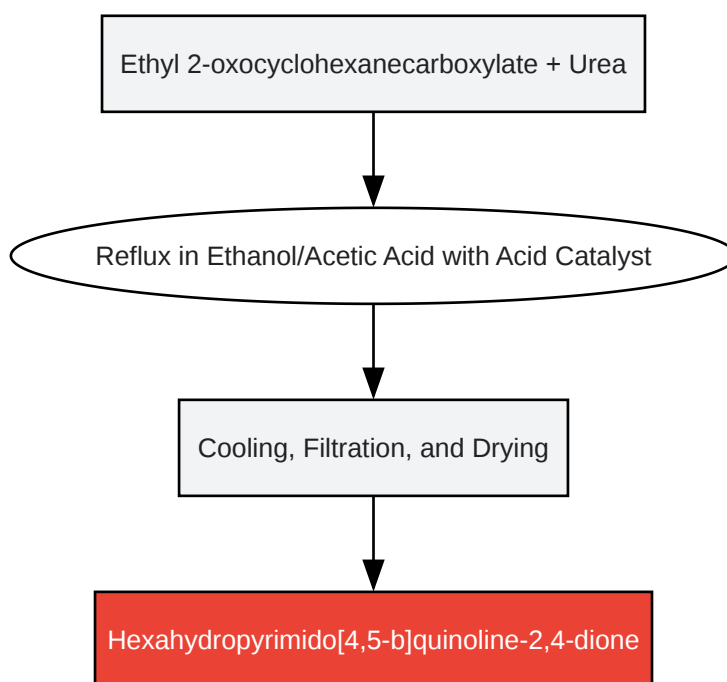 Ethyl 2-oxocyclohexanecarboxylate + Urea
Reflux in Ethanol/Acetic Acid with Acid Catalyst
Cooling, Filtration, and Drying
Hexahydropyrimido[4,5-b]quinoline-2,4-dione